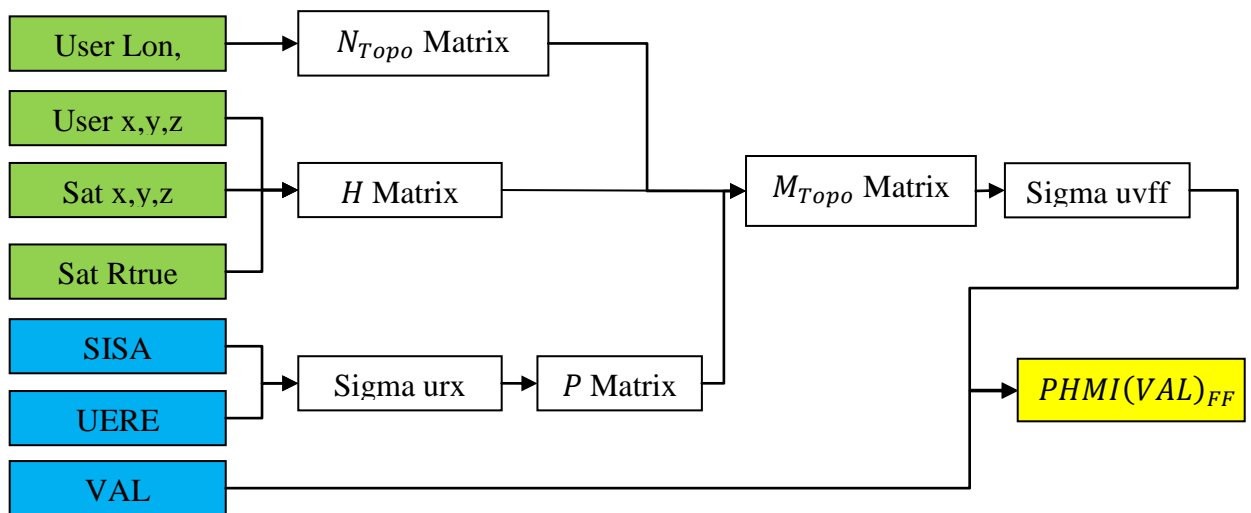 User Lon,
N_Topo Matrix
User x,y,z
Sat x,y,z
H Matrix
M_Topo Matrix
Sigma uvff
Sat Rtrue
SISA
Sigma urx
P Matrix
PHMI(VAL)_FF
UERE
VAL